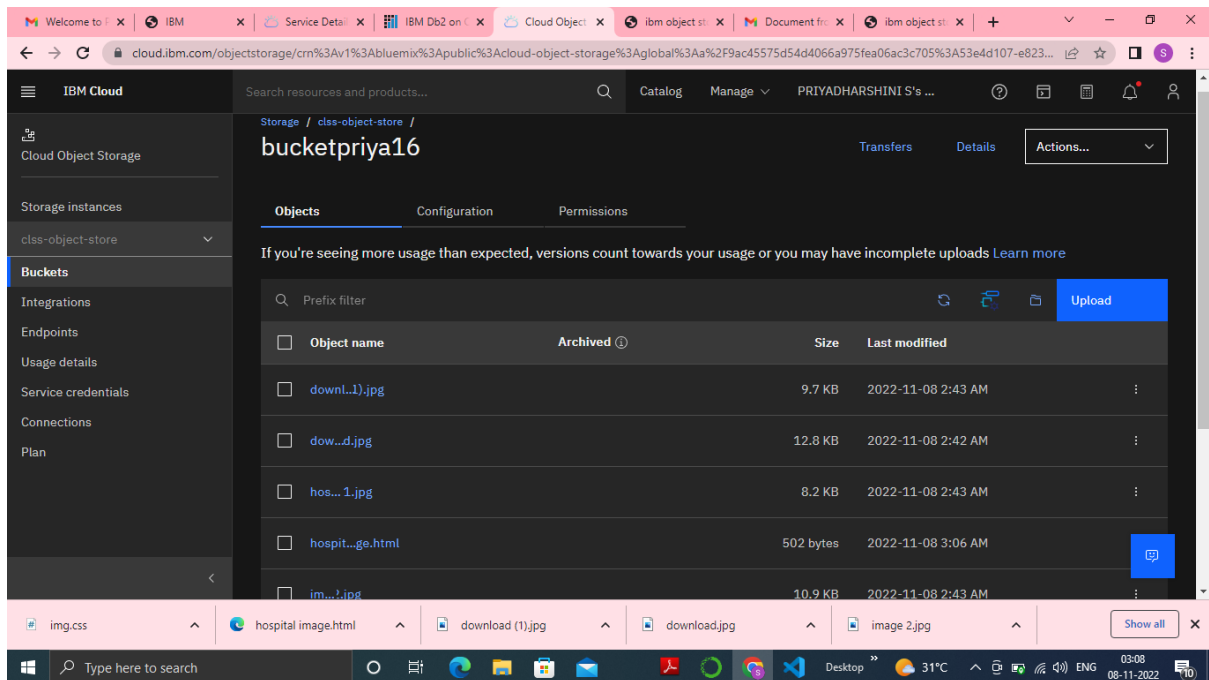 Welcome to F
IBM
Service Detail
IBM Db2 on C
Cloud Object
ibm object st
Document fro
ibm object st
cloud.ibm.com/objectstorage/crn%3Av1%3Abluemix%3Apublic%3Acloud-object-storage%3Aglobal%3Aa%2F9ac45575d54d4066a975fea06ac3c705%3A53e4d107-e823...
S
IBM Cloud
Search resources and products...
Catalog
Manage
PRIYADHARSHINI S's ...
Cloud Object Storage
Storage instances
clss-object-store
Buckets
Integrations
Endpoints
Usage details
Service credentials
Connections
Plan
Storage / clss-object-store /
bucketpriya16
Transfers
Details
Actions...
Objects
Configuration
Permissions
If you're seeing more usage than expected, versions count towards your usage or you may have incomplete uploads Learn more
Prefix filter
Upload
Object name Archived Size Last modified
downl...1).jpg 9.7 KB 2022-11-08 2:43 AM
dow...d.jpg 12.8 KB 2022-11-08 2:42 AM
hos... 1.jpg 8.2 KB 2022-11-08 2:43 AM
hospit...ge.html 502 bytes 2022-11-08 3:06 AM
im...2.jpg 10.9 KB 2022-11-08 2:43 AM
img.css
hospital image.html
download (1).jpg
download.jpg
image 2.jpg
Show all
Type here to search
Desktop
31°C
ENG
03:08
08-11-2022
10